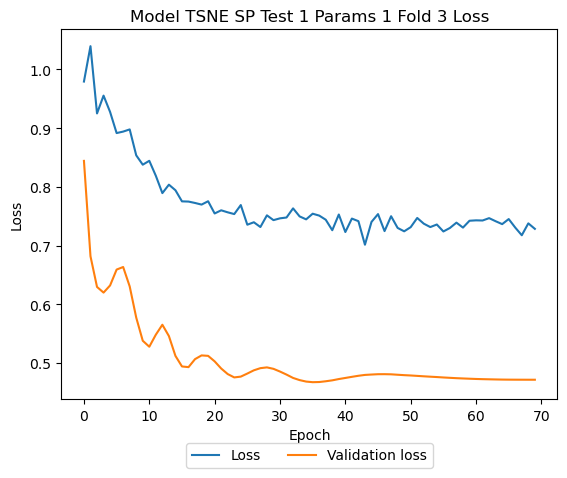 Model TSNE SP Test 1 Params 1 Fold 3 Loss
1.0
0.9
0.8
0.7
0.6
0.5
Loss
0 10 20 30 40 50 60 70
Epoch
Loss Validation loss